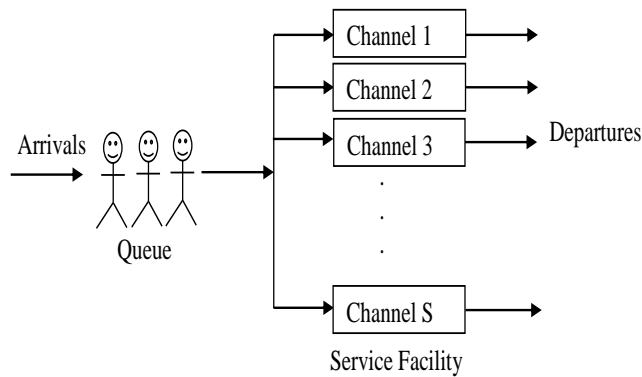 Channel 1
Channel 2
Channel 3
Arrivals
Departures
Queue
Channel S
Service Facility